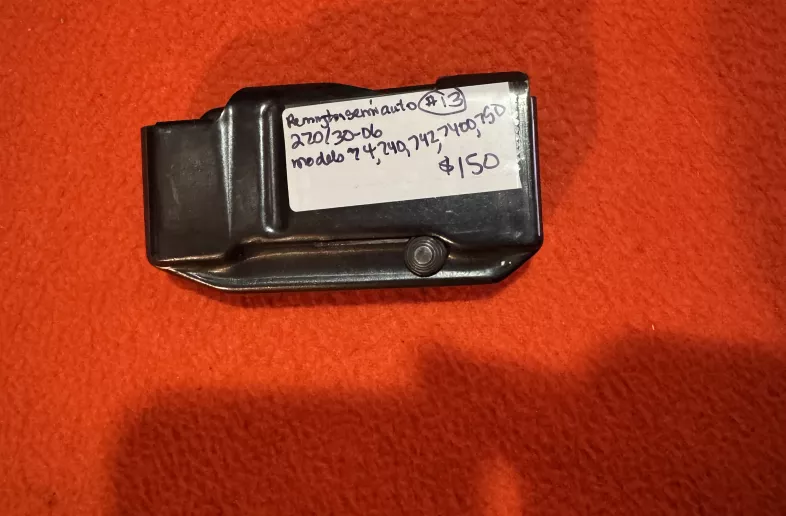 Remington semi auto #13
270/30-06
models 74, 740, 742, 7400, 750
$150